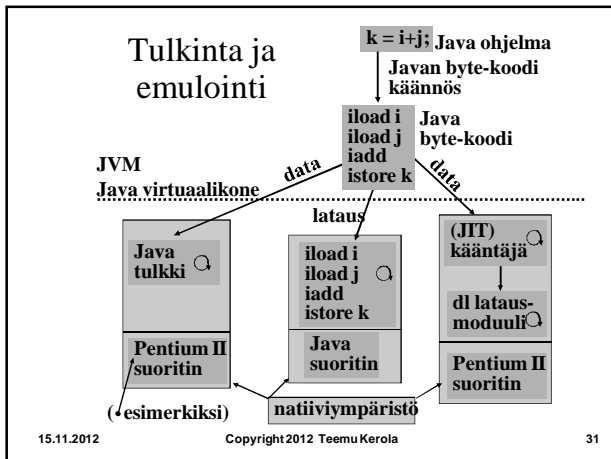 Tulkinta ja
emulointi
k = i+j; Java ohjelma
Javan byte-koodi
käännös
iload i
iload j
iadd
istore k
Java
byte-koodi
JVM
Java virtuaalikone
data
data
lataus
Java
tulkki
iload i
iload j
iadd
istore k
(JIT)
kääntäjä
dl lataus-
moduuli
Pentium II
suoritin
Java
suoritin
Pentium II
suoritin
( esimerkiksi)
natiiviympäristö
15.11.2012 Copyright 2012 Teemu Kerola 31